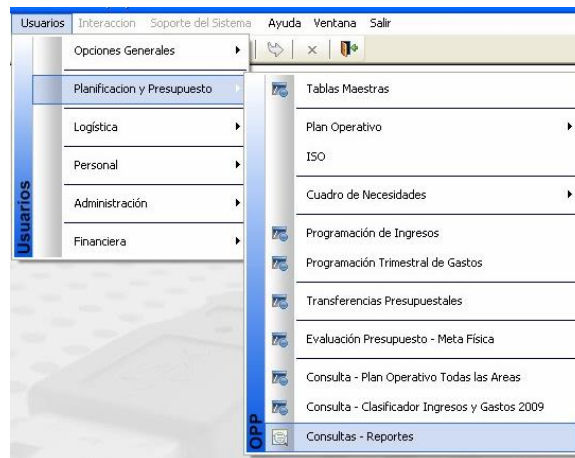 Usuarios Interaccion Soporte del Sistema Ayuda Ventana Salir
Opciones Generales
Planificacion y Presupuesto
Logística
Personal
Administración
Financiera
Usuarios
Tablas Maestras
Plan Operativo
ISO
Cuadro de Necesidades
Programación de Ingresos
Programación Trimestral de Gastos
Transferencias Presupuestales
Evaluación Presupuesto - Meta Física
Consulta - Plan Operativo Todas las Areas
Consulta - Clasificador Ingresos y Gastos 2009
Consultas - Reportes
OPP